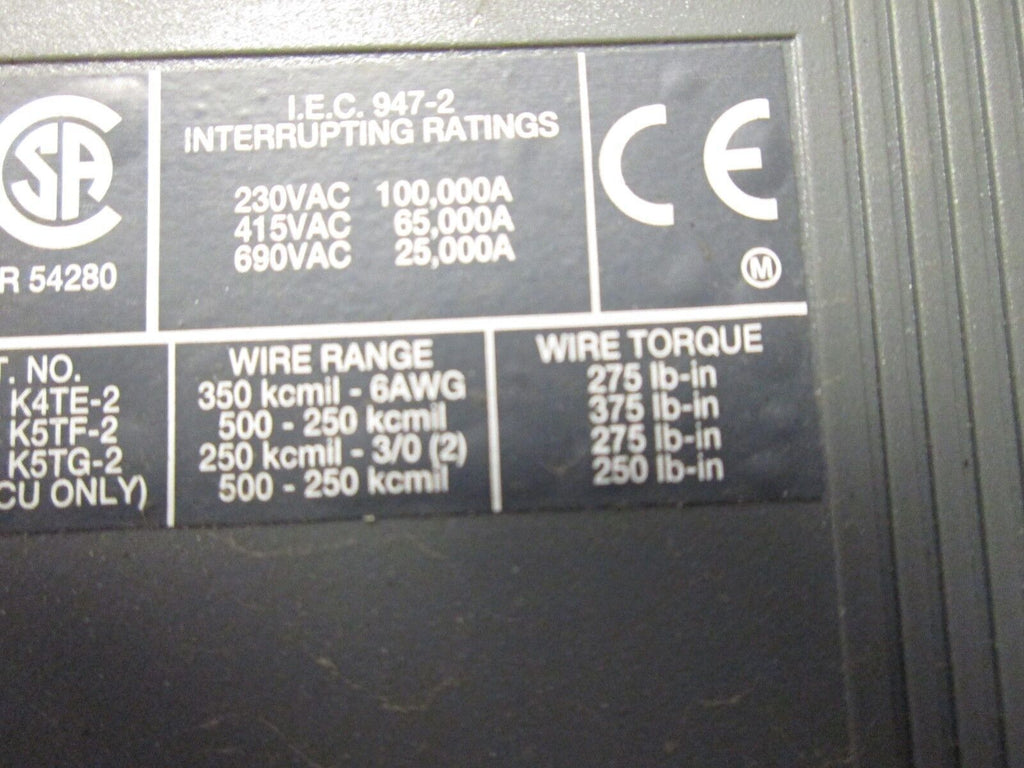 SA
R 54280
I.E.C. 947-2
INTERRUPTING RATINGS
230VAC 100,000A
415VAC 65,000A
690VAC 25,000A
CE
M
T. NO.
K4TE-2
K5TF-2
K5TG-2
CU ONLY)
WIRE RANGE
350 kcmil - 6AWG
500 - 250 kcmil
250 kcmil - 3/0 (2)
500 - 250 kcmil
WIRE TORQUE
275 lb-in
375 lb-in
275 lb-in
250 lb-in